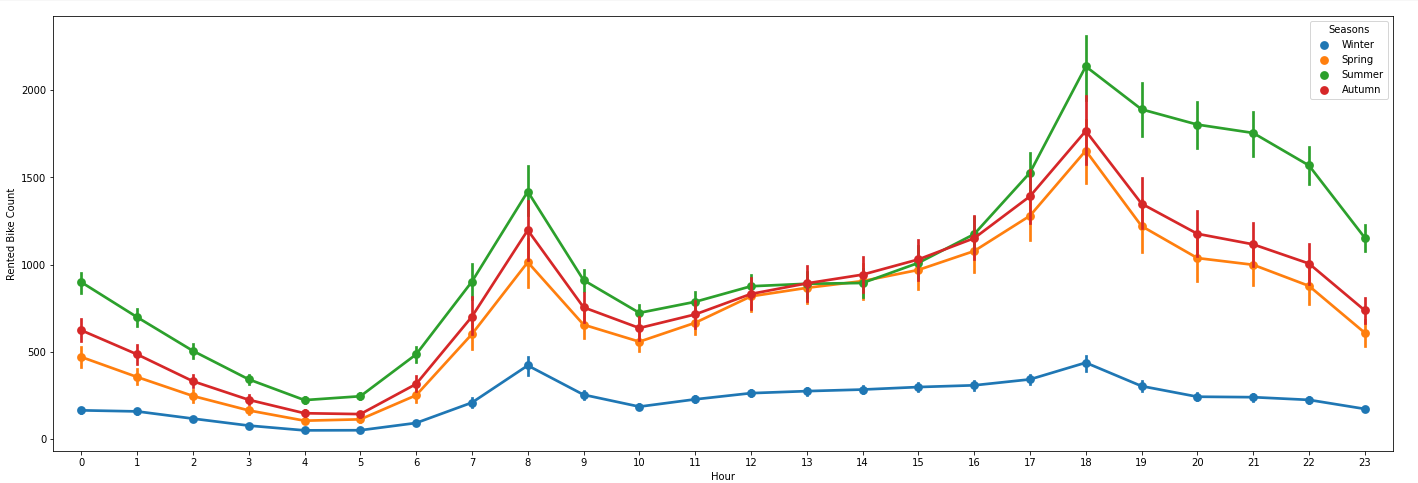 Seasons
Winter
Spring
Summer
Autumn
2000
1500
1000
500
0
Rented Bike Count
0 1 2 3 4 5 6 7 8 9 10 11 12 13 14 15 16 17 18 19 20 21 22 23
Hour